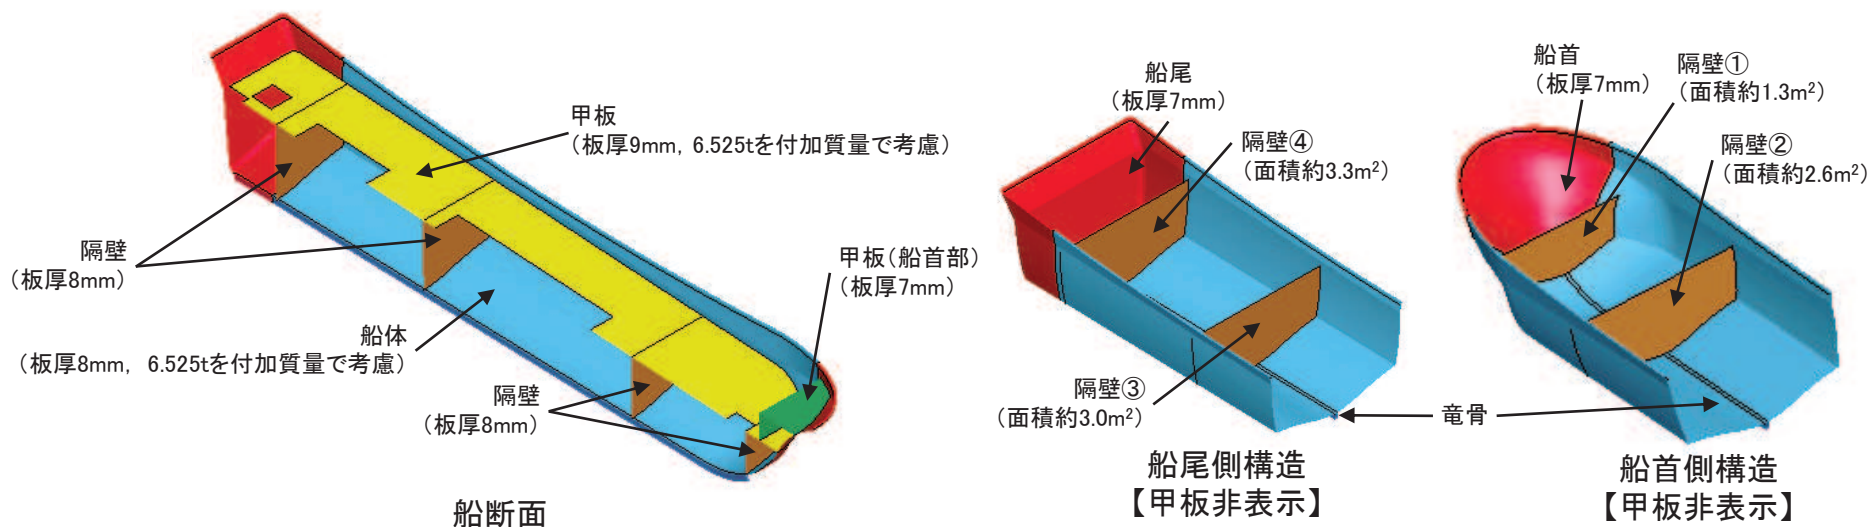 甲板
（板厚9mm, 6.525tを付加質量で考慮）
隔壁
（板厚8mm）
甲板（船首部）
（板厚7mm）
船体
（板厚8mm, 6.525tを付加質量で考慮）
隔壁
（板厚8mm）
船断面
船尾
（板厚7mm）
隔壁④
（面積約3.3m²）
隔壁③
（面積約3.0m²）
竜骨
船尾側構造
【甲板非表示】
船首
（板厚7mm）
隔壁①
（面積約1.3m²）
隔壁②
（面積約2.6m²）
船首側構造
【甲板非表示】